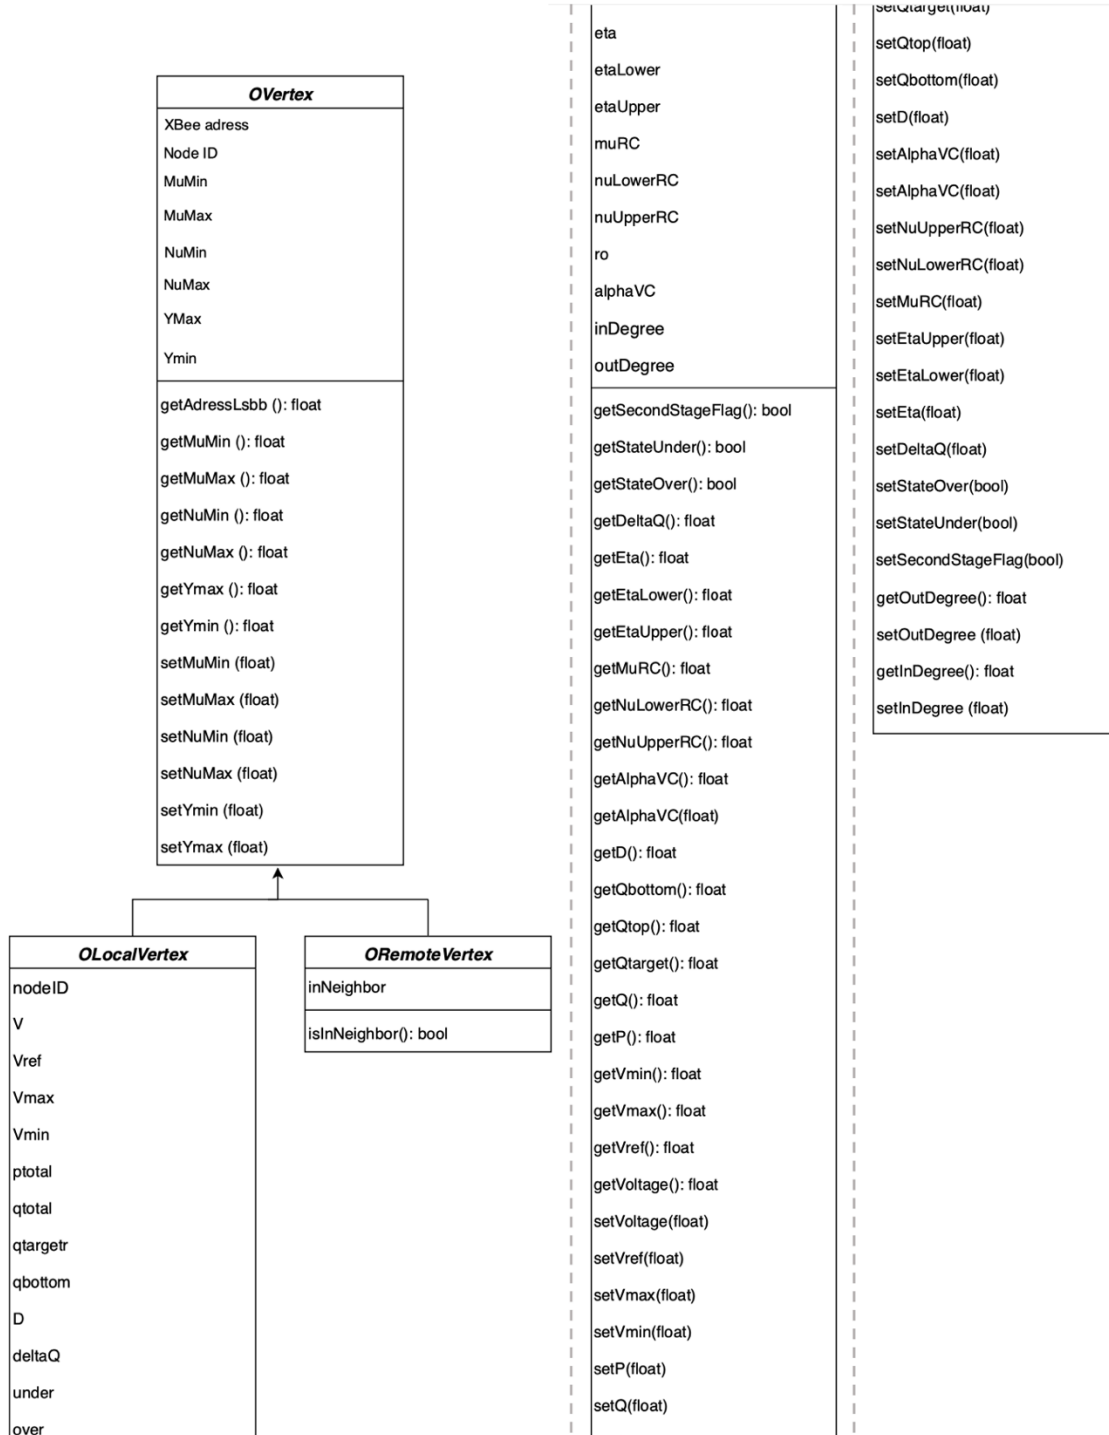 OVertex
XBee adress
Node ID
MuMin
MuMax
NuMin
NuMax
YMax
Ymin
getAdressLsbb (): float
getMuMin (): float
getMuMax (): float
getNuMin (): float
getNuMax (): float
getYmax (): float
getYmin (): float
setMuMin (float)
setMuMax (float)
setNuMin (float)
setNuMax (float)
setYmin (float)
setYmax (float)
OLocalVertex
nodeID
V
Vref
Vmax
Vmin
ptotal
qtotal
qtargetr
qbottom
D
deltaQ
under
over
ORemoteVertex
inNeighbor
isInNeighbor(): bool
eta
etaLower
etaUpper
muRC
nuLowerRC
nuUpperRC
ro
alphaVC
inDegree
outDegree
getSecondStageFlag(): bool
getStateUnder(): bool
getStateOver(): bool
getDeltaQ(): float
getEta(): float
getEtaLower(): float
getEtaUpper(): float
getMuRC(): float
getNuLowerRC(): float
getNuUpperRC(): float
getAlphaVC(): float
getAlphaVC(float)
getD(): float
getQbottom(): float
getQtop(): float
getQtarget(): float
getQ(): float
getP(): float
getVmin(): float
getVmax(): float
getVref(): float
getVoltage(): float
setVoltage(float)
setVref(float)
setVmax(float)
setVmin(float)
setP(float)
setQ(float)
setQtarget(float)
setQtop(float)
setQbottom(float)
setD(float)
setAlphaVC(float)
setAlphaVC(float)
setNuUpperRC(float)
setNuLowerRC(float)
setMuRC(float)
setEtaUpper(float)
setEtaLower(float)
setEta(float)
setDeltaQ(float)
setStateOver(bool)
setStateUnder(bool)
setSecondStageFlag(bool)
getOutDegree(): float
setOutDegree (float)
getInDegree(): float
setInDegree (float)